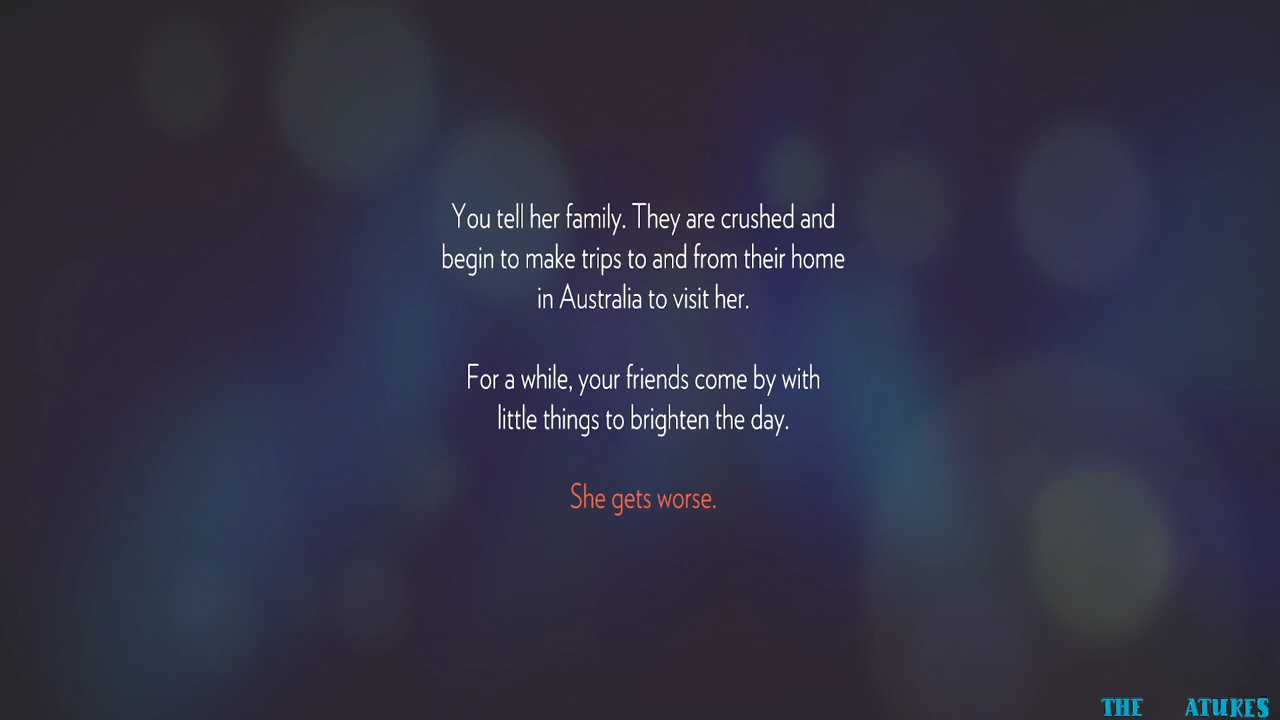 You tell her family. They are crushed and
begin to make trips to and from their home
in Australia to visit her.
For a while, your friends come by with
little things to brighten the day.
She gets worse.
THE ATURES